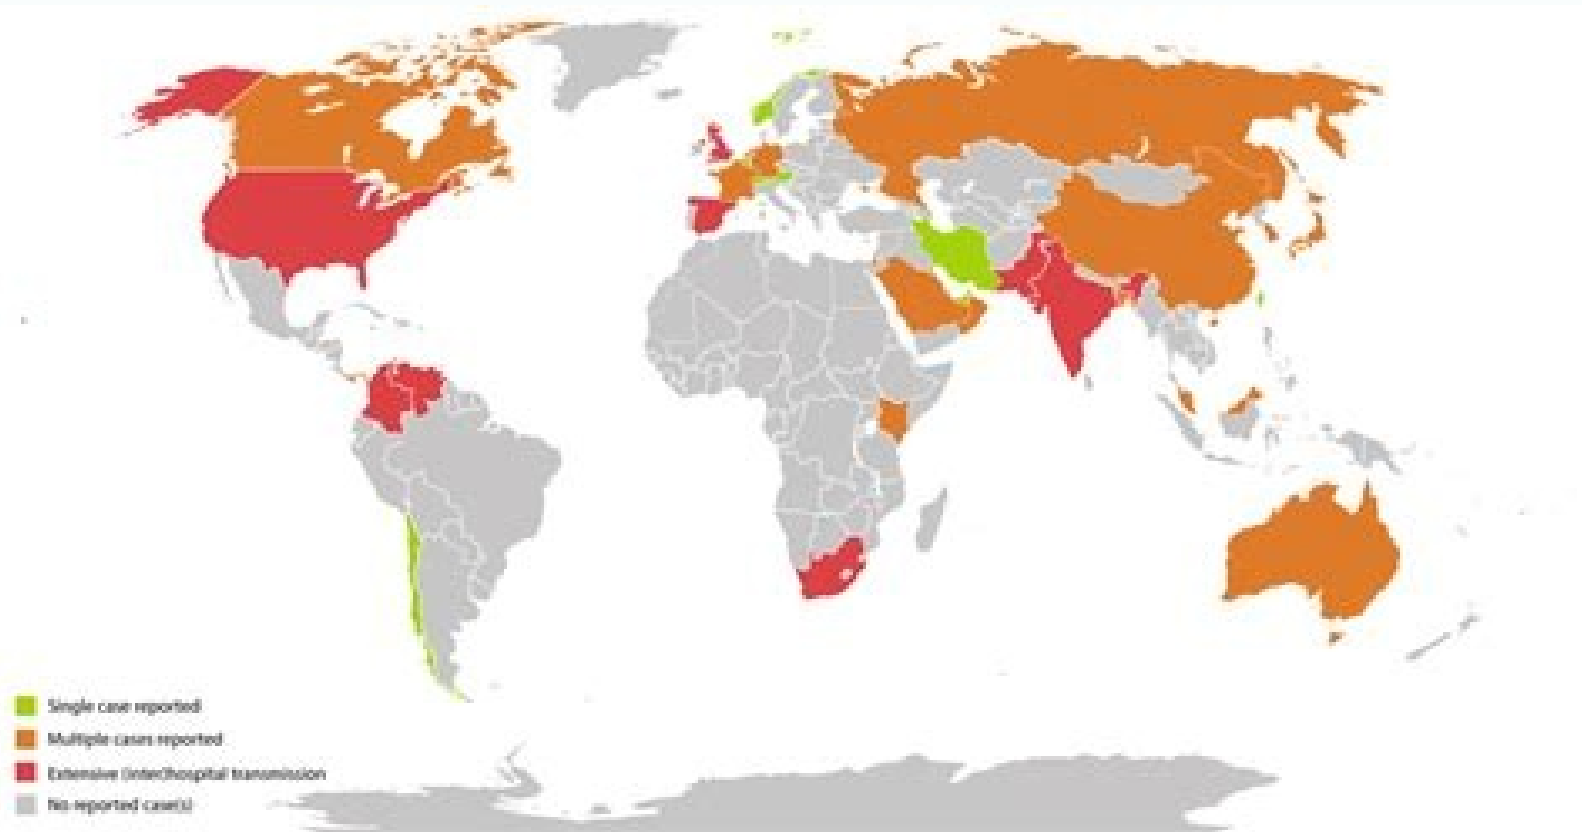 Single case reported
Multiple cases reported
Extensive (inter)hospital transmission
No reported case(s)